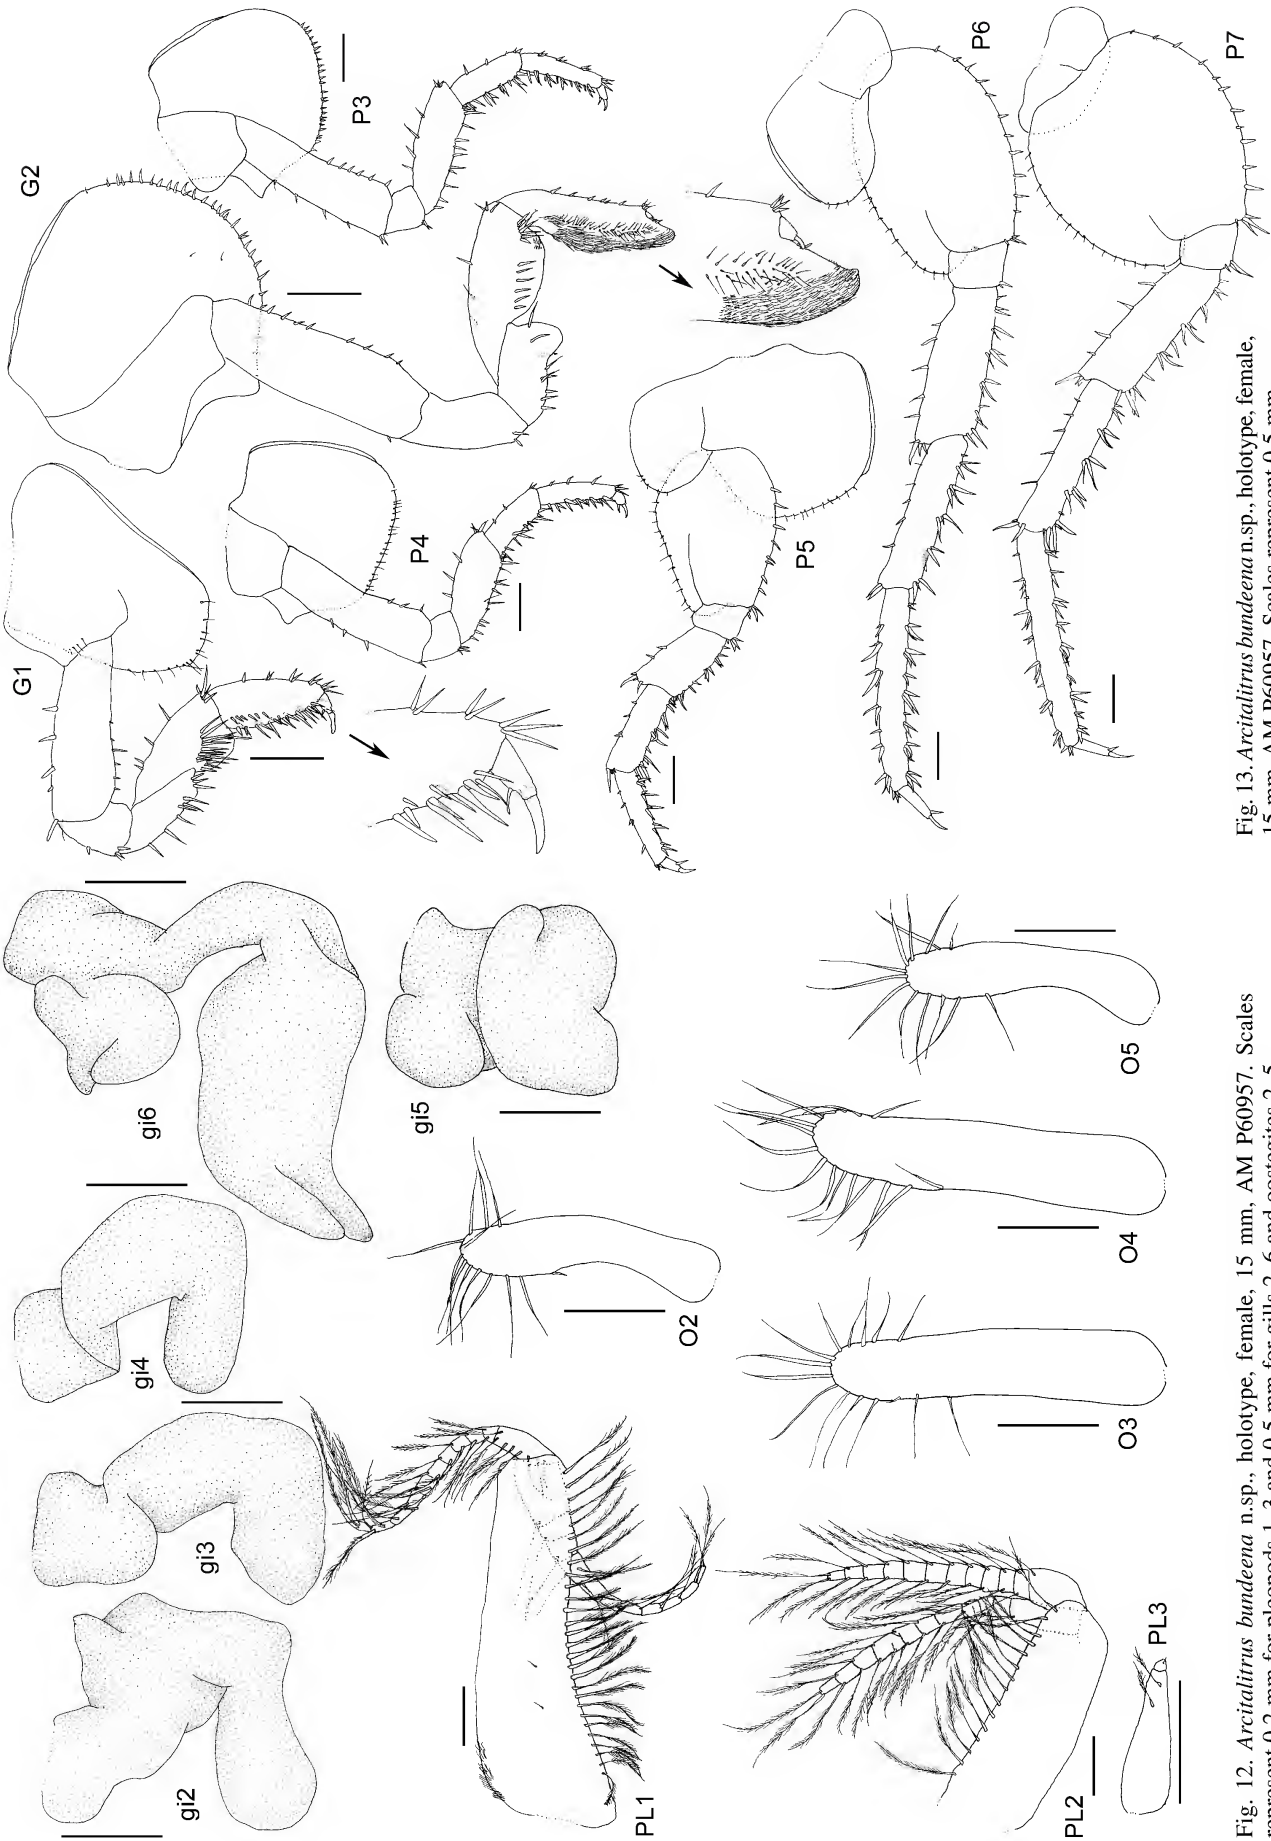 gi2
gi3
gi4
gi6
gi5
PL1
O2
PL2
PL3
O3
O4
O5
Fig. 12. Arcitalitrus bundeena n.sp., holotype, female, 15 mm, AM P60957. Scales
represent 0.2 mm for pleopods 1–3 and 0.5 mm for gills 2–6 and oostegites 2–5.
G1
G2
P4
P3
P5
P6
P7
Fig. 13. Arcitalitrus bundeena n.sp., holotype, female,
15 mm, AM P60957. Scales represent 0.5 mm.